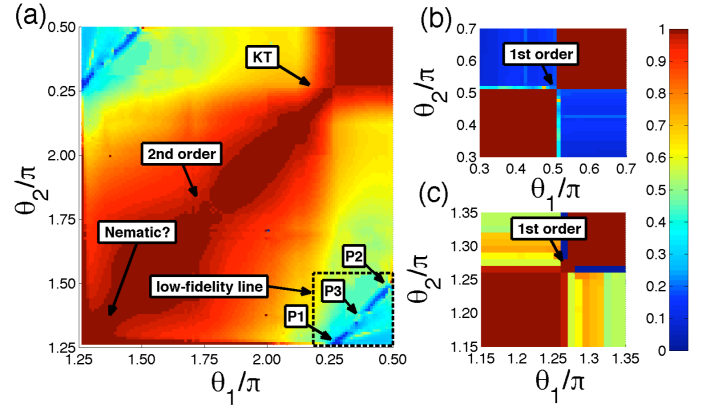 (a)
0.50
0.25
2.00
1.75
1.50
1.25
θ2/π
KT
2nd order
Nematic?
low-fidelity line
P1
P2
P3
1.25
1.50
1.75
2.00
0.25
0.50
θ1/π
(b)
0.7
0.6
0.5
0.4
0.3
θ2/π
1st order
0.3
0.4
0.5
0.6
0.7
θ1/π
(c)
1.35
1.30
1.25
1.20
1.15
θ2/π
1st order
1.15
1.2
1.25
1.3
1.35
θ1/π
1
0.9
0.8
0.7
0.6
0.5
0.4
0.3
0.2
0.1
0